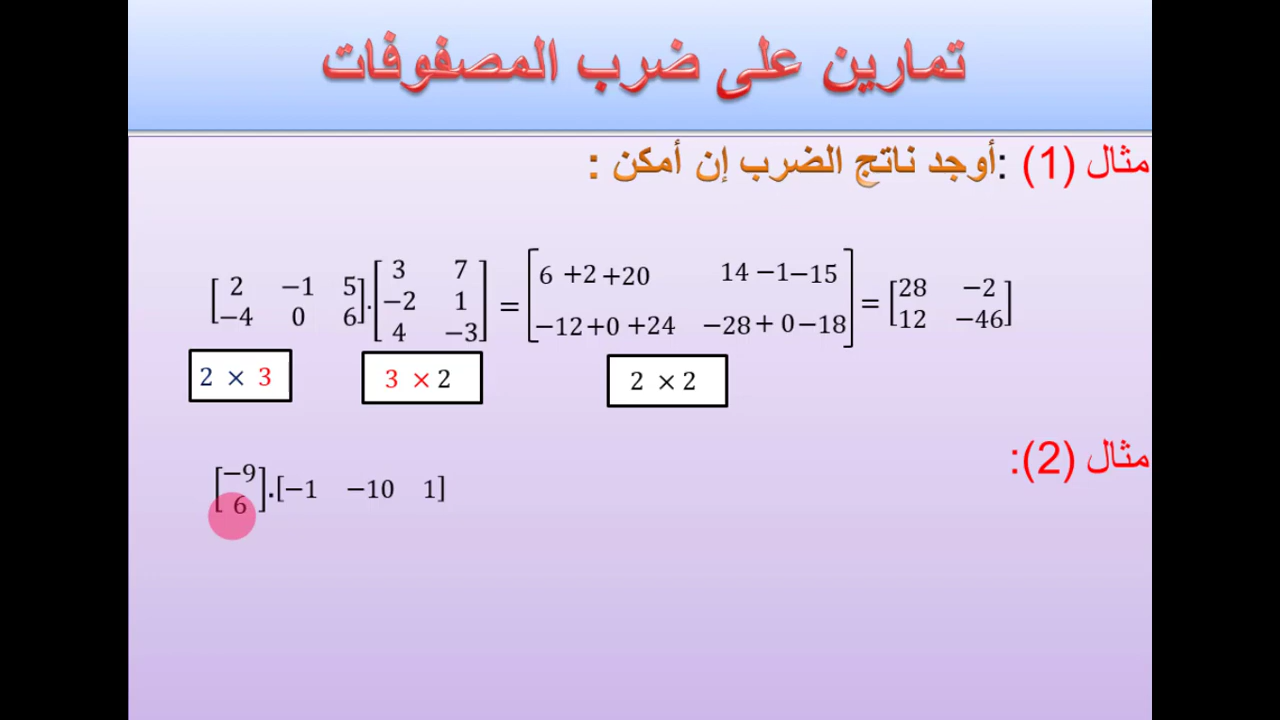 تمارين على ضرب المصفوفات
مثال (1) :أوجد ناتج الضرب إن أمكن :
[2 −1 5
−4 0 6].[3 7
−2 1
4 −3] = [6 +2 +20 14 −1 −15
−12 +0 +24 −28 + 0 −18] = [28 −2
12 −46]
2 × 3
3 × 2
2 × 2
مثال (2):
[−9
6].[−1 −10 1]